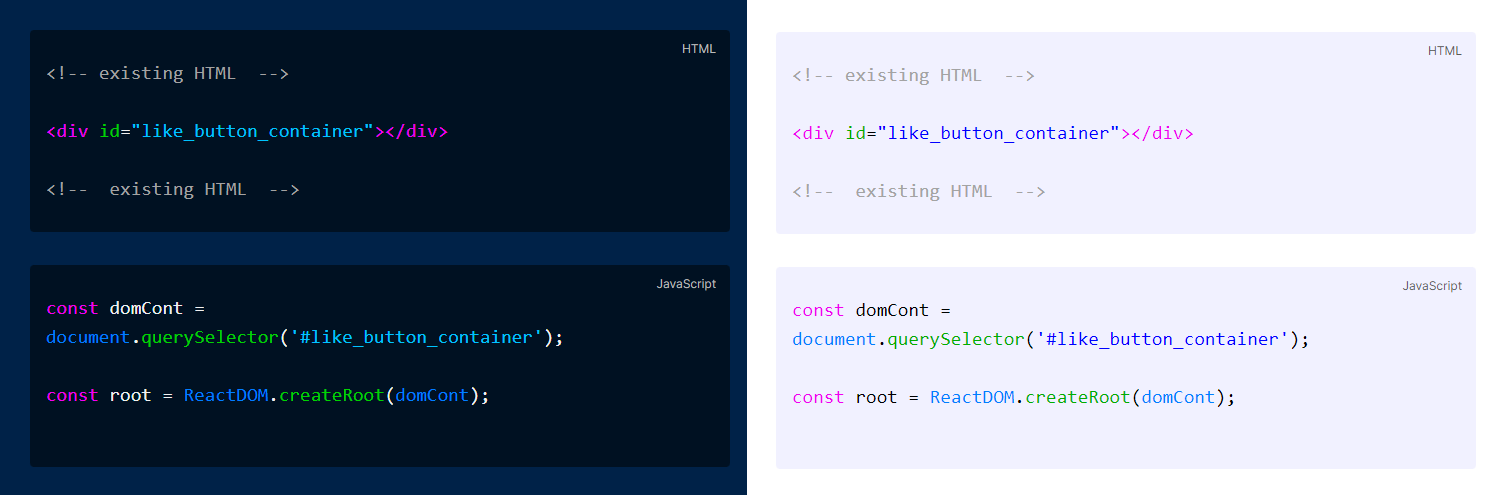 HTML
<!-- existing HTML  -->
<div id="like_button_container"></div>
<!--  existing HTML  -->
JavaScript
const domCont =
document.querySelector('#like_button_container');
const root = ReactDOM.createRoot(domCont);
HTML
<!-- existing HTML  -->
<div id="like_button_container"></div>
<!--  existing HTML  -->
JavaScript
const domCont =
document.querySelector('#like_button_container');
const root = ReactDOM.createRoot(domCont);